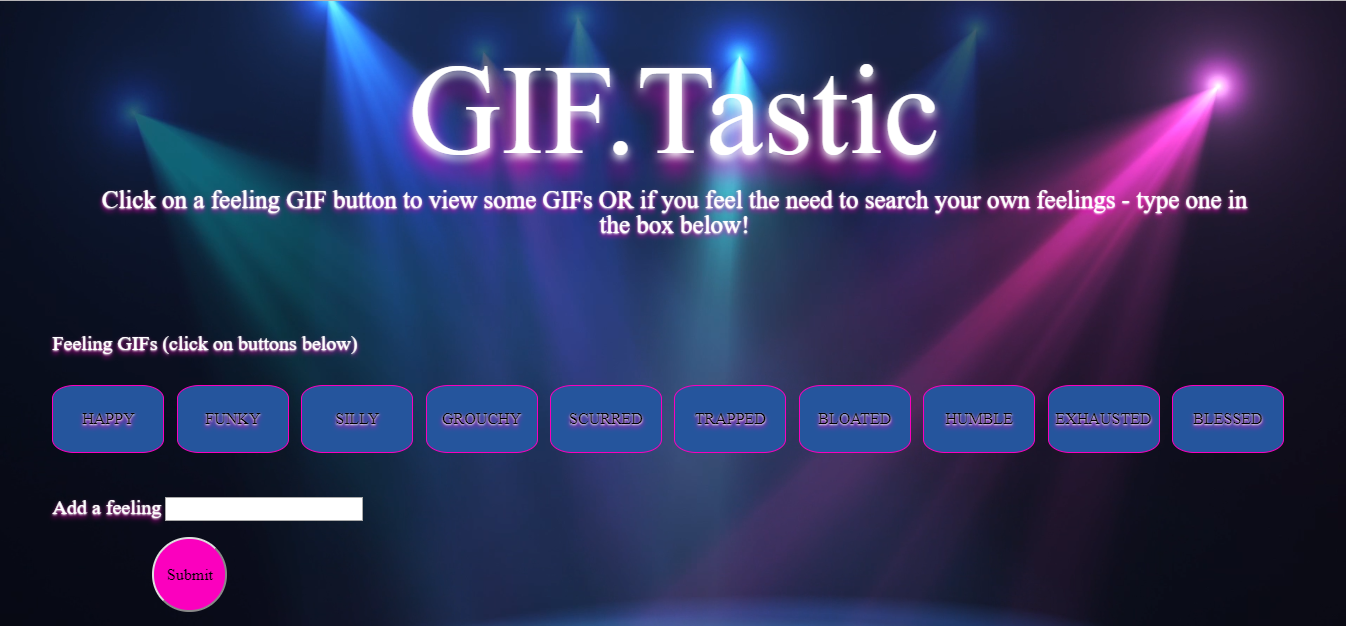 GIF.Tastic
Click on a feeling GIF button to view some GIFs OR if you feel the need to search your own feelings - type one in
the box below!
Feeling GIFs (click on buttons below)
HAPPY FUNKY SILLY GROUCHY SCURRED TRAPPED BLOATED HUMBLE EXHAUSTED BLESSED
Add a feeling
Submit